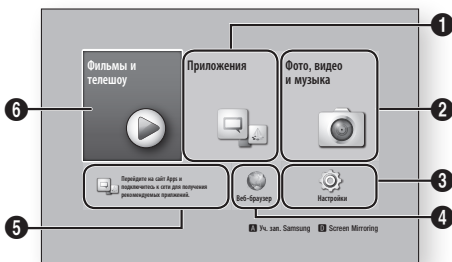 1
Фильмы и
телешоу
Приложения
Фото, видео
и музыка
6
2
Перейдите на сайт Apps и
подключитесь к сети для получения
рекомендуемых приложений.
Веб-браузер
Настройки
3
5
4
A Уч. зап. Samsung D Screen Mirroring